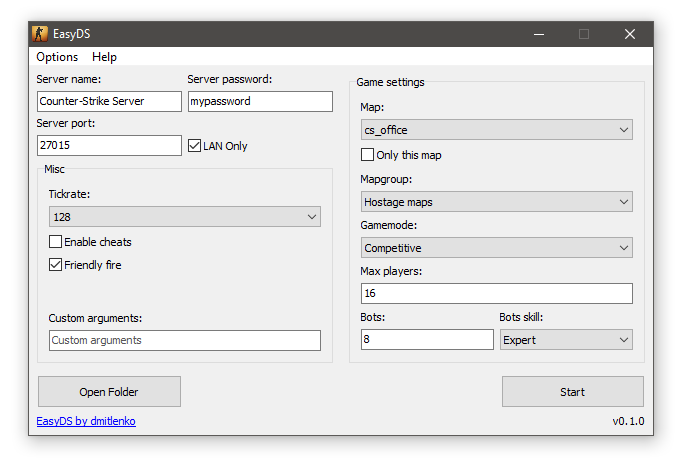 EasyDS
Options Help
Server name:
Server password:
Counter-Strike Server
mypassword
Server port:
27015
LAN Only
Misc
Tickrate:
128
Enable cheats
Friendly fire
Custom arguments:
Custom arguments
Game settings
Map:
cs_office
Only this map
Mapgroup:
Hostage maps
Gamemode:
Competitive
Max players:
16
Bots:
Bots skill:
8
Expert
Open Folder
Start
EasyDS by dmitlenko
v0.1.0